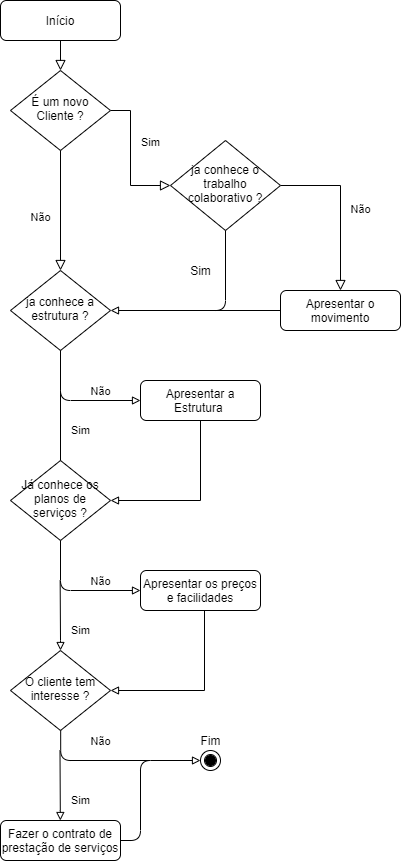 Início
É um novo
Cliente ?
Sim
ja conhece o
trabalho
colaborativo ?
Não
Não
Sim
ja conhece a
estrutura ?
Apresentar o
movimento
Não
Apresentar a
Estrutura
Sim
Já conhece os
planos de
serviços ?
Não
Apresentar os preços
e facilidades
Sim
O cliente tem
interesse ?
Não
Fim
Sim
Fazer o contrato de
prestação de serviços